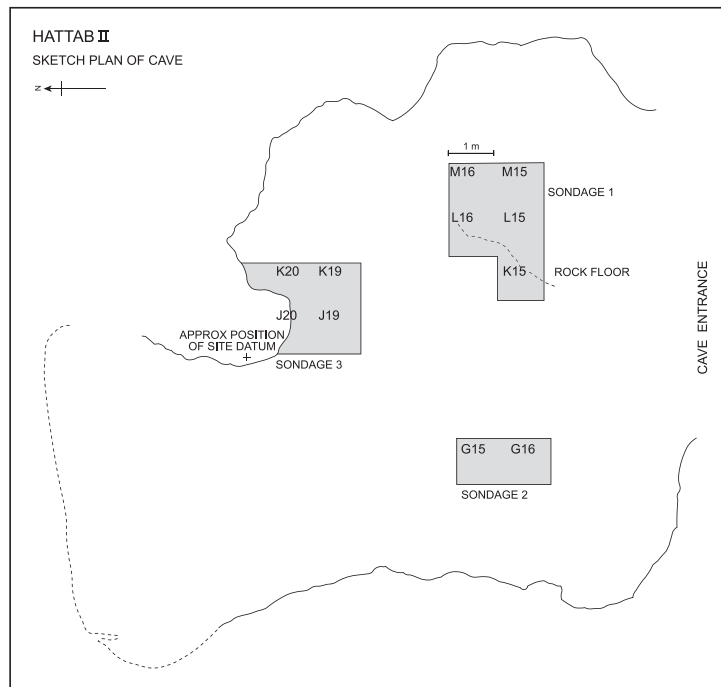 HATTAB II
SKETCH PLAN OF CAVE
N
1 m
M16 M15
SONDAGE 1
L16 L15
K15
ROCK FLOOR
K20 K19
J20 J19
APPROX POSITION
OF SITE DATUM
SONDAGE 3
CAVE ENTRANCE
G15 G16
SONDAGE 2